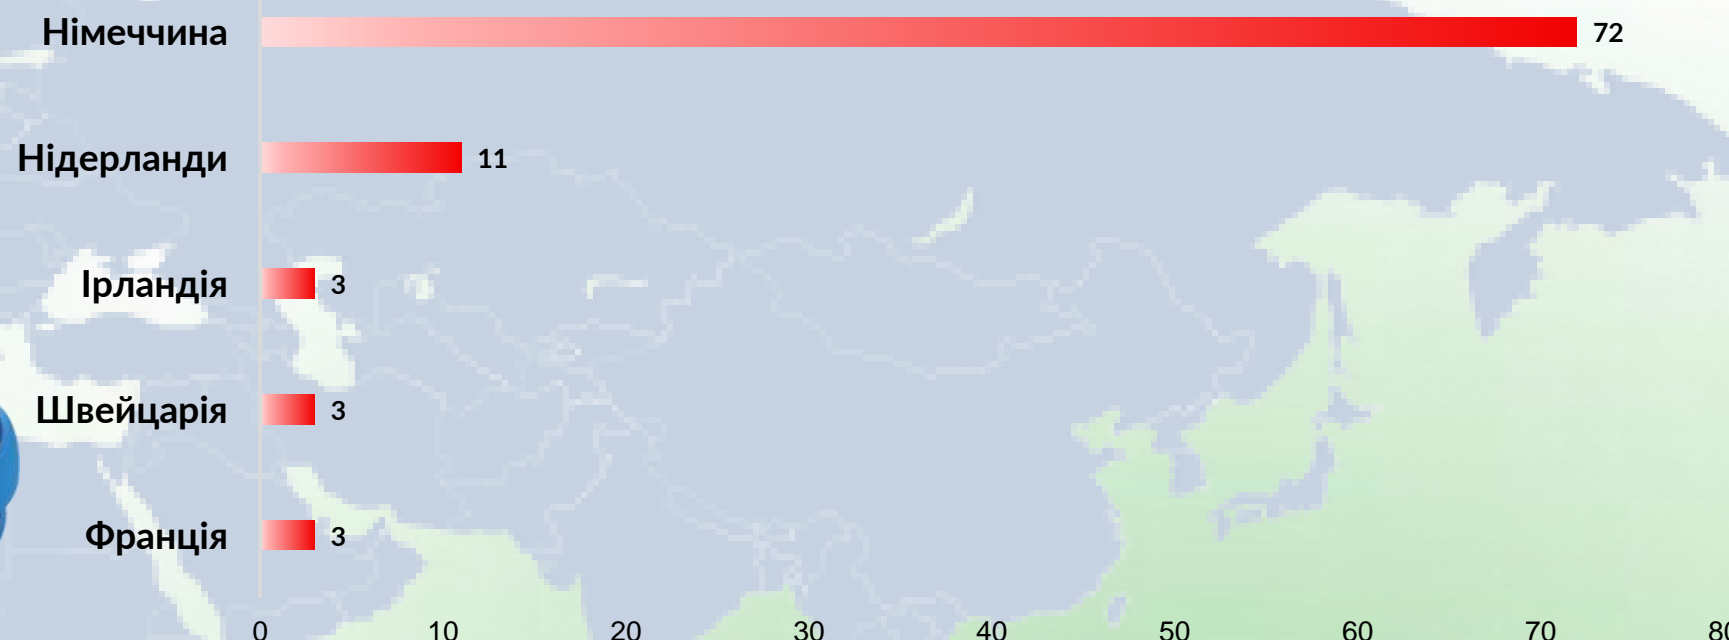 Німеччина 72
Нідерланди 11
Ірландія 3
Швейцарія 3
Франція 3
0 10 20 30 40 50 60 70